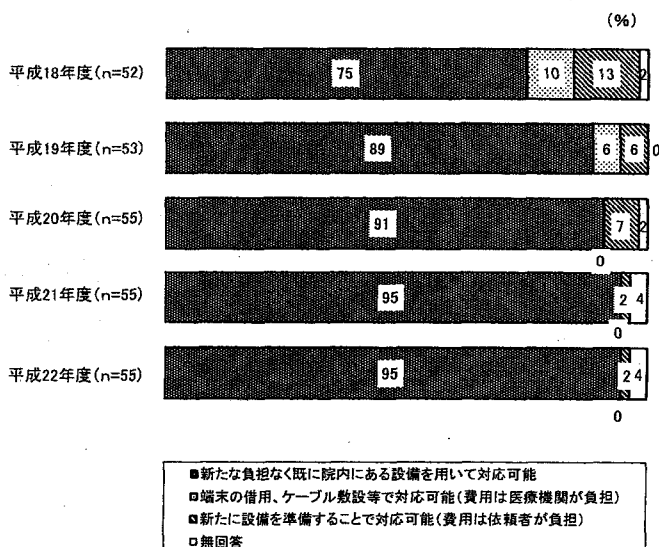 (%)
平成18年度(n=52) 75 10 13 2
平成19年度(n=53) 89 6 6 0
平成20年度(n=55) 91 7 2
0
平成21年度(n=55) 95 2 4
0
平成22年度(n=55) 95 2 4
0
新たな負担なく既に院内にある設備を用いて対応可能
端末の借用、ケーブル敷設等で対応可能(費用は医療機関が負担)
新たに設備を準備することで対応可能(費用は依頼者が負担)
無回答